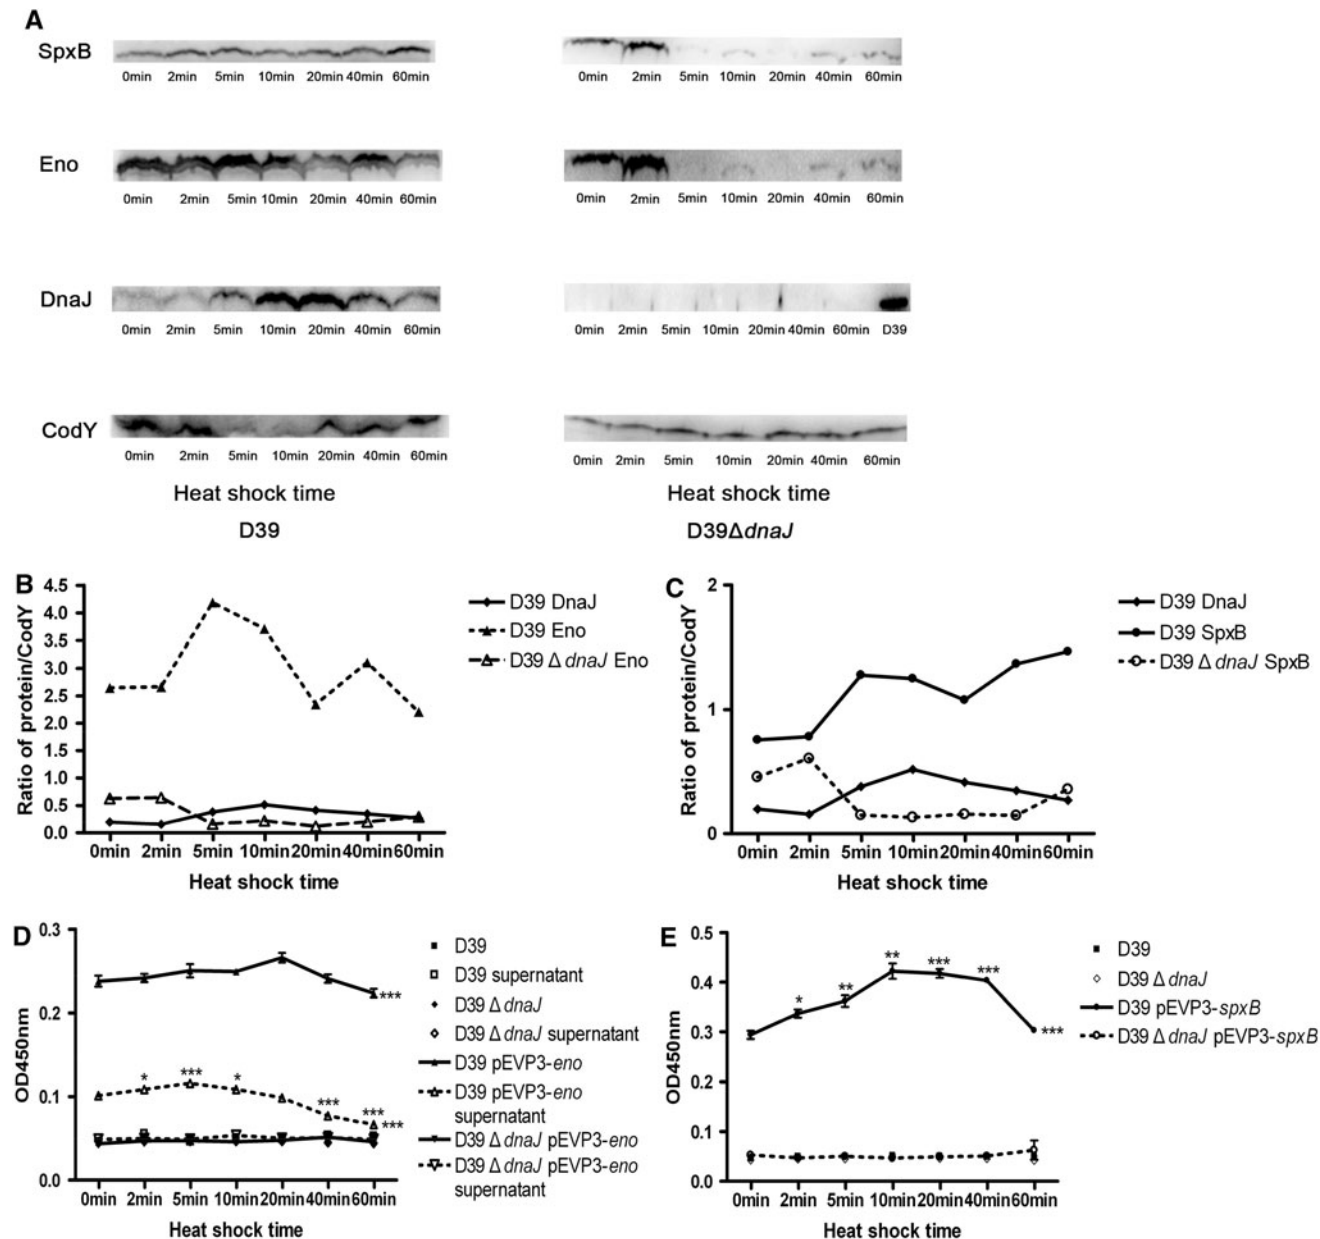 A
SpxB
0min 2min 5min 10min 20min 40min 60min
0min 2min 5min 10min 20min 40min 60min
Eno
0min 2min 5min 10min 20min 40min 60min
0min 2min 5min 10min 20min 40min 60min
DnaJ
0min 2min 5min 10min 20min 40min 60min
0min 2min 5min 10min 20min 40min 60min D39
CodY
0min 2min 5min 10min 20min 40min 60min
0min 2min 5min 10min 20min 40min 60min
Heat shock time
D39
Heat shock time
D39ΔdnaJ
B
Ratio of protein/CodY
4.5
4.0
3.5
3.0
2.5
2.0
1.5
1.0
0.5
0.0
0min 2min 5min 10min 20min 40min 60min
Heat shock time
D39 DnaJ
D39 Eno
D39 Δ dnaJ Eno
C
Ratio of protein/CodY
2
1
0
0min 2min 5min 10min 20min 40min 60min
Heat shock time
D39 DnaJ
D39 SpxB
D39 Δ dnaJ SpxB
D
OD450nm
0.3
0.2
0.1
0.0
***
* *** * *** ***
***
0min 2min 5min 10min 20min 40min 60min
Heat shock time
D39
D39 supernatant
D39 Δ dnaJ
D39 Δ dnaJ supernatant
D39 pEVP3-eno
D39 pEVP3-eno
supernatant
D39 Δ dnaJ pEVP3-eno
D39 Δ dnaJ pEVP3-eno
supernatant
E
OD450nm
0.5
0.4
0.3
0.2
0.1
0.0
* ** ** *** *** ***
0min 2min 5min 10min 20min 40min 60min
Heat shock time
D39
D39 Δ dnaJ
D39 pEVP3-spxB
D39 Δ dnaJ pEVP3-spxB